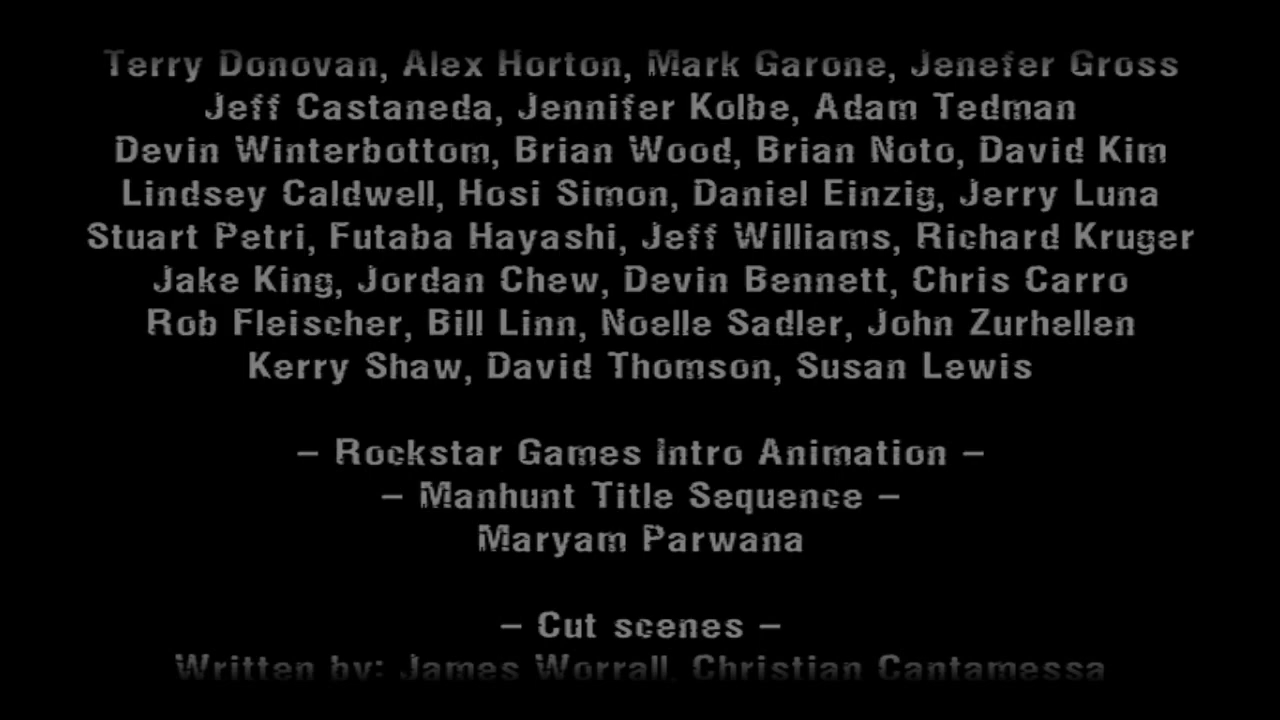 Terry Donovan, Alex Horton, Mark Garone, Jenefer Gross
Jeff Castaneda, Jennifer Kolbe, Adam Tedman
Devin Winterbottom, Brian Wood, Brian Noto, David Kim
Lindsey Caldwell, Hosi Simon, Daniel Einzig, Jerry Luna
Stuart Petri, Futaba Hayashi, Jeff Williams, Richard Kruger
Jake King, Jordan Chew, Devin Bennett, Chris Carro
Rob Fleischer, Bill Linn, Noelle Sadler, John Zurhellen
Kerry Shaw, David Thomson, Susan Lewis
– Rockstar Games Intro Animation –
– Manhunt Title Sequence –
Maryam Parwana
– Cut scenes –
Written by: James Worrall, Christian Cantamessa